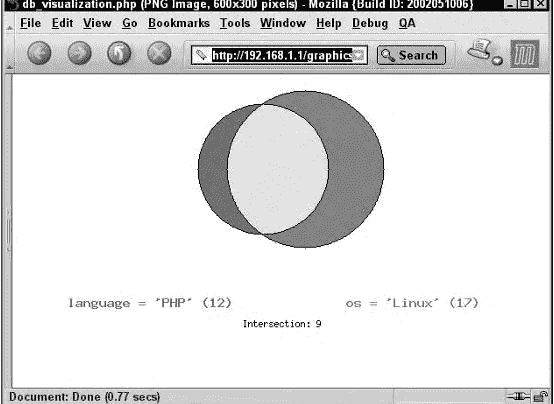 db_visualization.php (PNG Image, 600x300 pixels) - Mozilla {Build ID: 2002051006}
File Edit View Go Bookmarks Tools Window Help Debug QA
http://192.168.1.1/graphics Search m
language = 'PHP' (12) os = 'Linux' (17)
Intersection: 9
Document: Done (0.77 secs)